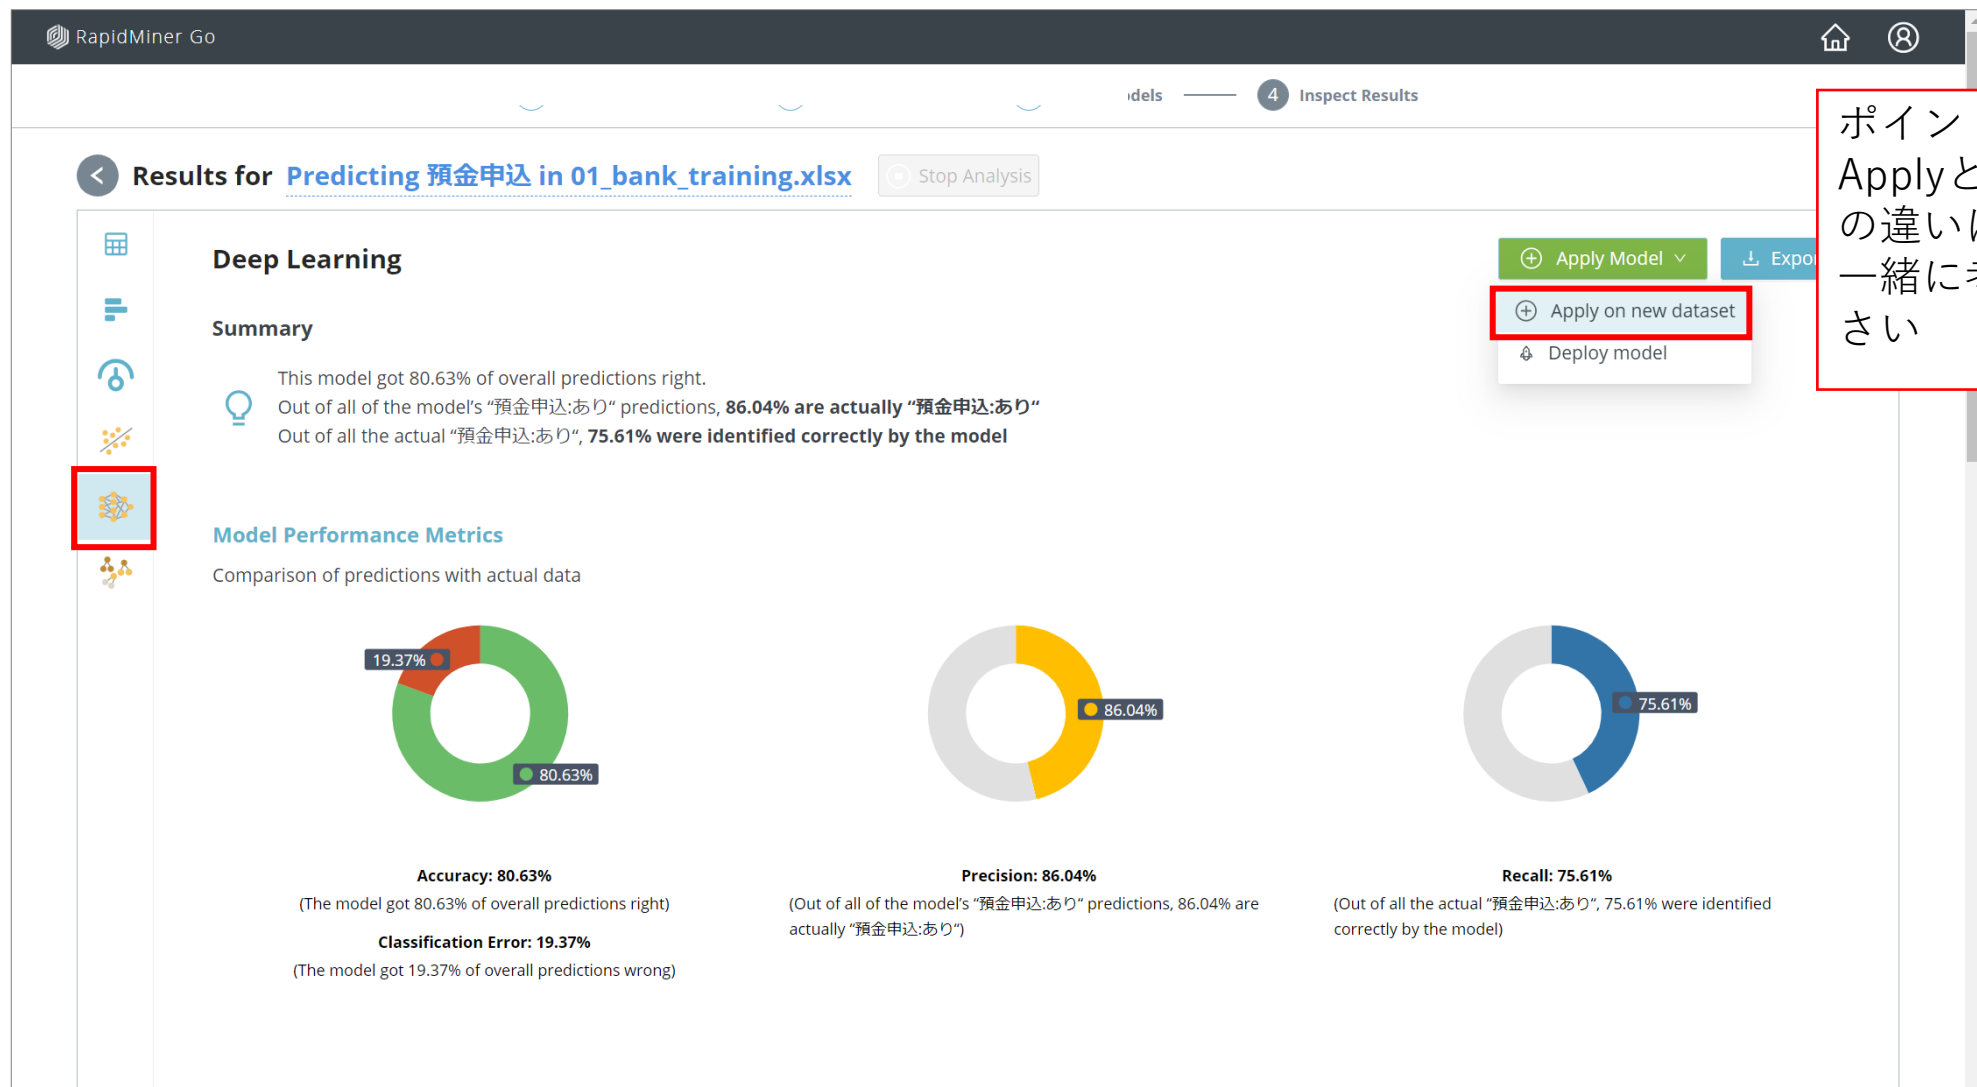 RapidMiner Go
dels
4 Inspect Results
Results for Predicting 預金申込 in 01_bank_training.xlsx
Stop Analysis
ポイン
Applyと
の違いに
一緒に考
さい
Deep Learning
Apply Model
Expor
Apply on new dataset
Deploy model
Summary
This model got 80.63% of overall predictions right.
Out of all of the model’s “預金申込:あり“ predictions, 86.04% are actually “預金申込:あり“
Out of all the actual “預金申込:あり“, 75.61% were identified correctly by the model
Model Performance Metrics
Comparison of predictions with actual data
19.37%
80.63%
86.04%
75.61%
Accuracy: 80.63%
(The model got 80.63% of overall predictions right)
Classification Error: 19.37%
(The model got 19.37% of overall predictions wrong)
Precision: 86.04%
(Out of all of the model’s “預金申込:あり“ predictions, 86.04% are
actually “預金申込:あり“)
Recall: 75.61%
(Out of all the actual “預金申込:あり“, 75.61% were identified
correctly by the model)